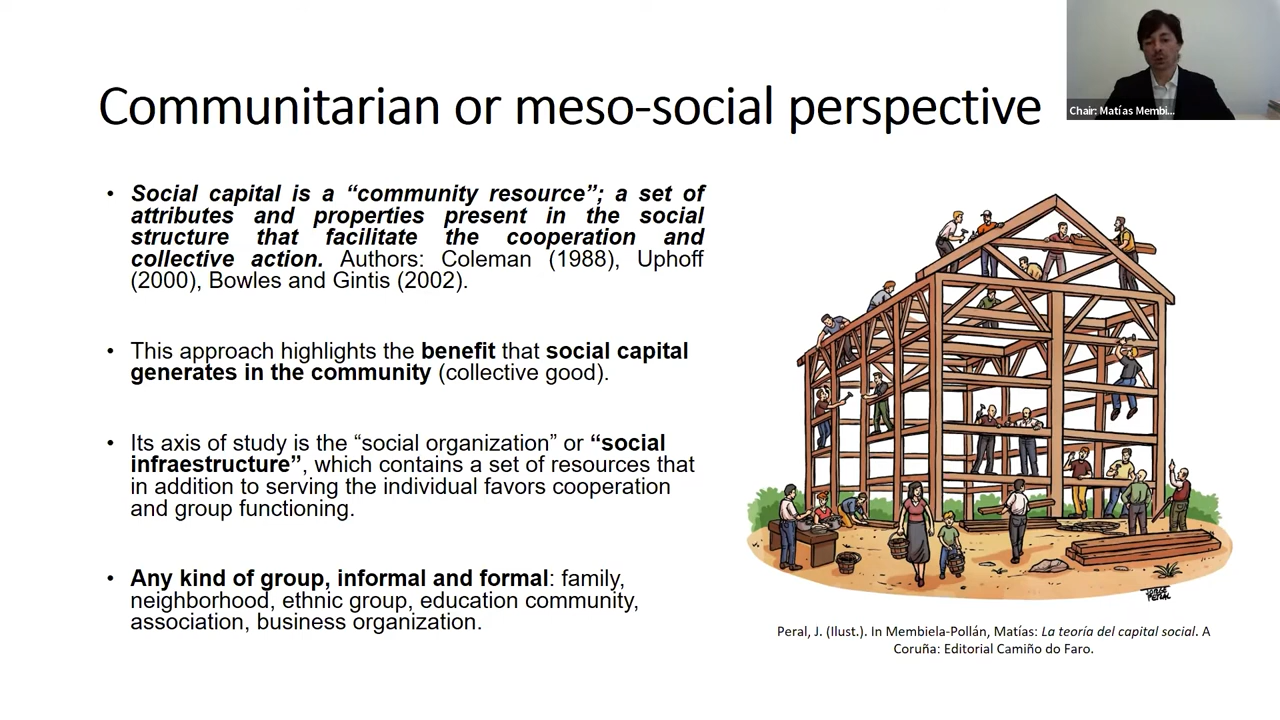 Communitarian or meso-social perspective
Chair: Matías Membi...
• Social capital is a “community resource”; a set of
attributes and properties present in the social
structure that facilitate the cooperation and
collective action. Authors: Coleman (1988), Uphoff
(2000), Bowles and Gintis (2002).
• This approach highlights the benefit that social capital
generates in the community (collective good).
• Its axis of study is the “social organization” or “social
infraestructure”, which contains a set of resources that
in addition to serving the individual favors cooperation
and group functioning.
• Any kind of group, informal and formal: family,
neighborhood, ethnic group, education community,
association, business organization.
JORGE
PERAL
Peral, J. (Ilust.). In Membiela-Pollán, Matías: La teoría del capital social. A
Coruña: Editorial Camiño do Faro.